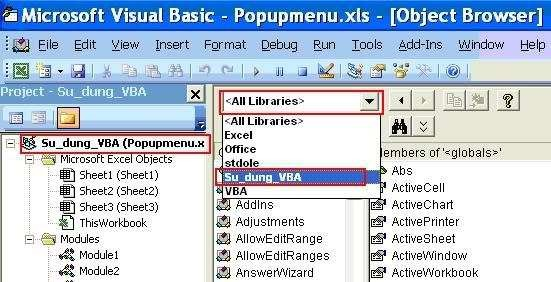 Microsoft Visual Basic - Popupmenu.xls - [Object Browser]
File Edit View Insert Format Debug Run Tools Add-Ins Window Help
Project - Su_dung_VBA
Su_dung_VBA (Popupmenu.x
Microsoft Excel Objects
Sheet1 (Sheet1)
Sheet2 (Sheet2)
Sheet3 (Sheet3)
ThisWorkbook
Modules
Module1
Module2
<All Libraries>
<All Libraries>
Excel
Office
stdole
Su_dung_VBA
VBA
AddIns
Adjustments
AllowEditRange
AllowEditRanges
AnswerWizard
Members of '<globals>'
Abs
ActiveCell
ActiveChart
ActivePrinter
ActiveSheet
ActiveWindow
ActiveWorkbook